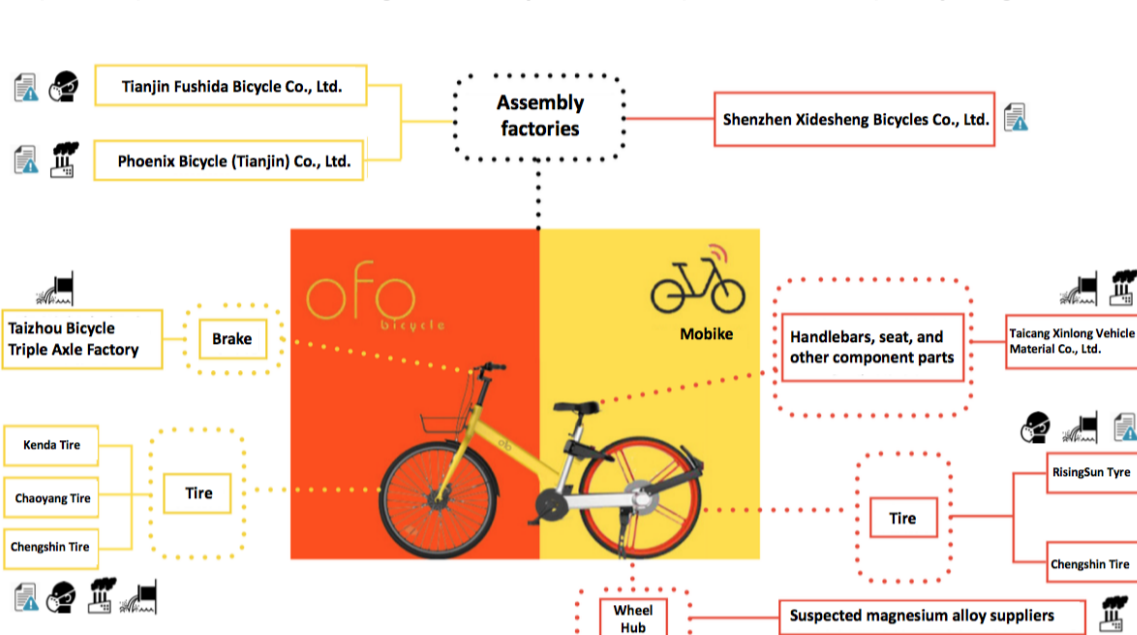 Tianjin Fushida Bicycle Co., Ltd.
Phoenix Bicycle (Tianjin) Co., Ltd.
Assembly
factories
Shenzhen Xidesheng Bicycles Co., Ltd.
ofo
bicycle
Mobike
Taizhou Bicycle
Triple Axle Factory
Brake
Handlebars, seat, and
other component parts
Taicang Xinlong Vehicle
Material Co., Ltd.
Kenda Tire
Chaoyang Tire
Chengshin Tire
Tire
Tire
RisingSun Tyre
Chengshin Tire
Wheel
Hub
Suspected magnesium alloy suppliers